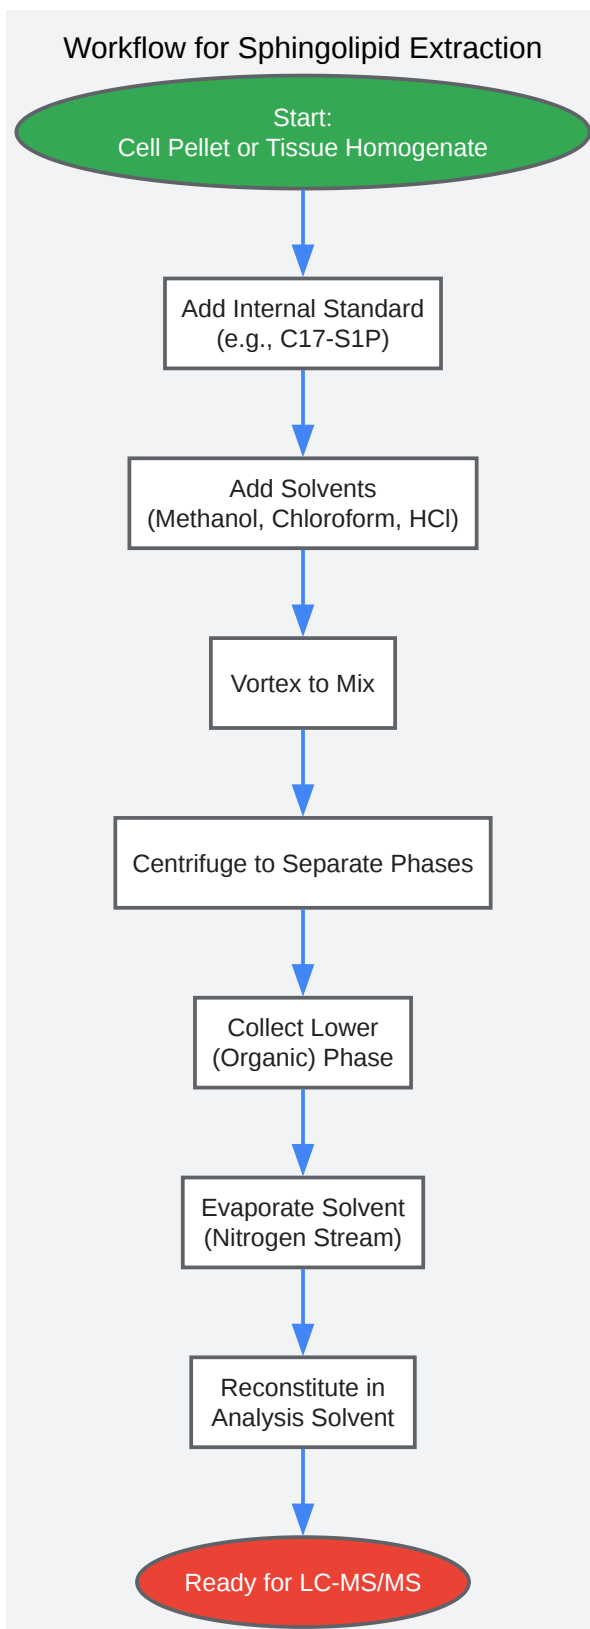 Workflow for Sphingolipid Extraction
Start:
Cell Pellet or Tissue Homogenate
Add Internal Standard
(e.g., C17-S1P)
Add Solvents
(Methanol, Chloroform, HCl)
Vortex to Mix
Centrifuge to Separate Phases
Collect Lower
(Organic) Phase
Evaporate Solvent
(Nitrogen Stream)
Reconstitute in
Analysis Solvent
Ready for LC-MS/MS